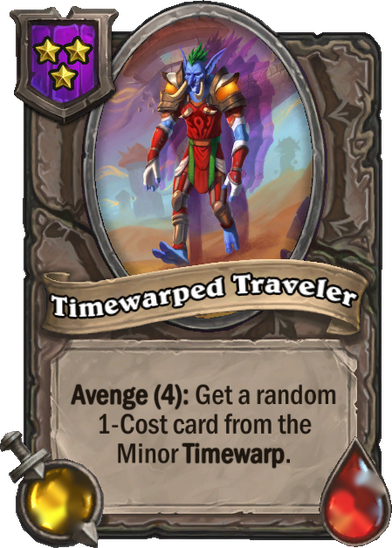 Timewarped Traveler
Avenge (4): Get a random
1-Cost card from the
Minor Timewarp.